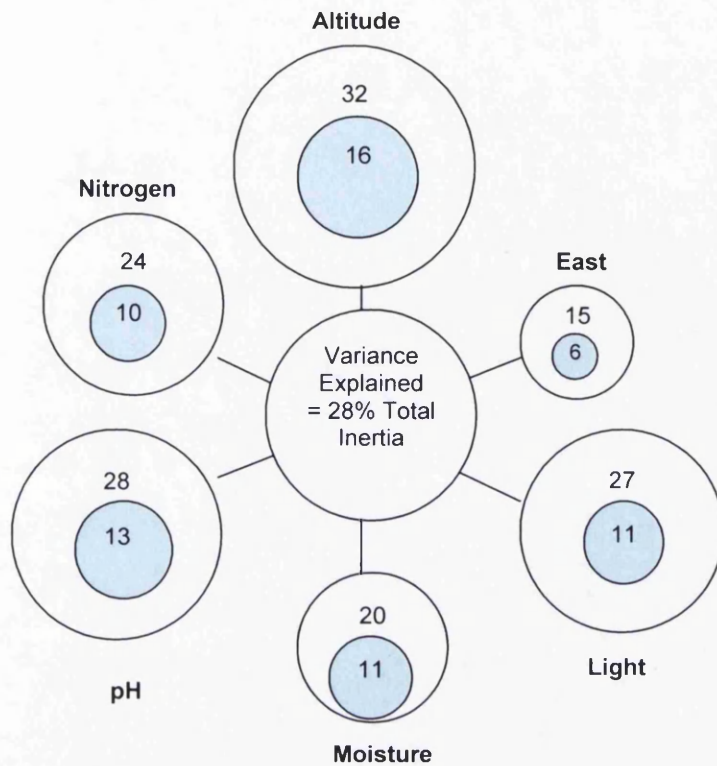 Altitude
32
16
Nitrogen
24
10
East
15
6
Variance
Explained
= 28% Total
Inertia
28
13
pH
27
11
Light
20
11
Moisture